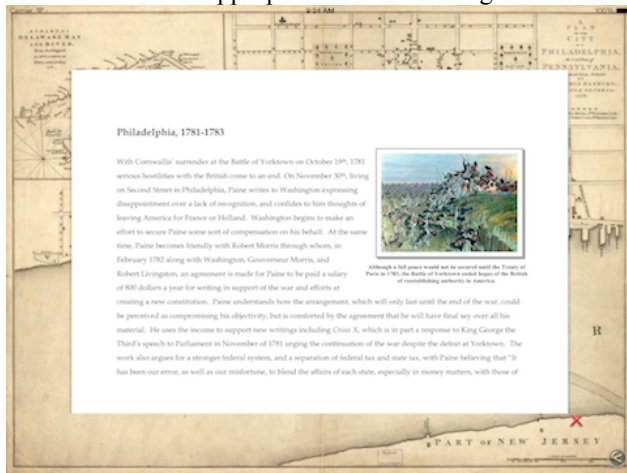 Carrier
9:24 AM
100%
DELAWARE BAY
AND RIVER,
A
PLAN
OF THE
CITY
OF
PHILADELPHIA,
PENNSYLVANIA,
Philadelphia, 1781-1783
With Cornwallis' surrender at the Battle of Yorktown on October 19th, 1781
serious hostilities with the British come to an end. On November 30th, living
on Second Street in Philadelphia, Paine writes to Washington expressing
disappointment over a lack of recognition, and confides to him thoughts of
leaving America for France or Holland. Washington begins to make an
effort to secure Paine some sort of compensation on his behalf. At the same
time, Paine becomes friendly with Robert Morris through whom, in
February 1782 along with Washington, Gouverneur Morris, and
Robert Livingston, an agreement is made for Paine to be paid a salary
of 800 dollars a year for writing in support of the war and efforts at
Although a full peace would not be secured until the Treaty of
Paris in 1783, the Battle of Yorktown ended hopes of the British
of reestablishing authority in America.
creating a new constitution. Paine understands how the arrangement, which will only last until the end of the war, could
be perceived as compromising his objectivity, but is comforted by the agreement that he will have final say over all his
material. He uses the income to support new writings including Crisis X, which is in part a response to King George the
Third's speech to Parliament in November of 1781 urging the continuation of the war despite the defeat at Yorktown. The
work also argues for a stronger federal system, and a separation of federal tax and state tax, with Paine believing that "It
has been our error, as well as our misfortune, to blend the affairs of each state, especially in money matters, with those of
R
PART OF NEW JERSEY